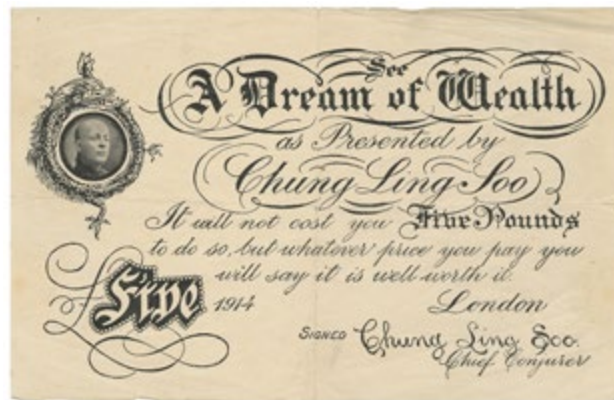 See
A Dream of Wealth
as Presented by
Chung Ling Soo
It will not cost you Five Pounds
to do so, but whatever price you pay you
will say it is well worth it.
£Five 1914 London
Signed Chung Ling Soo.
Chief Conjurer